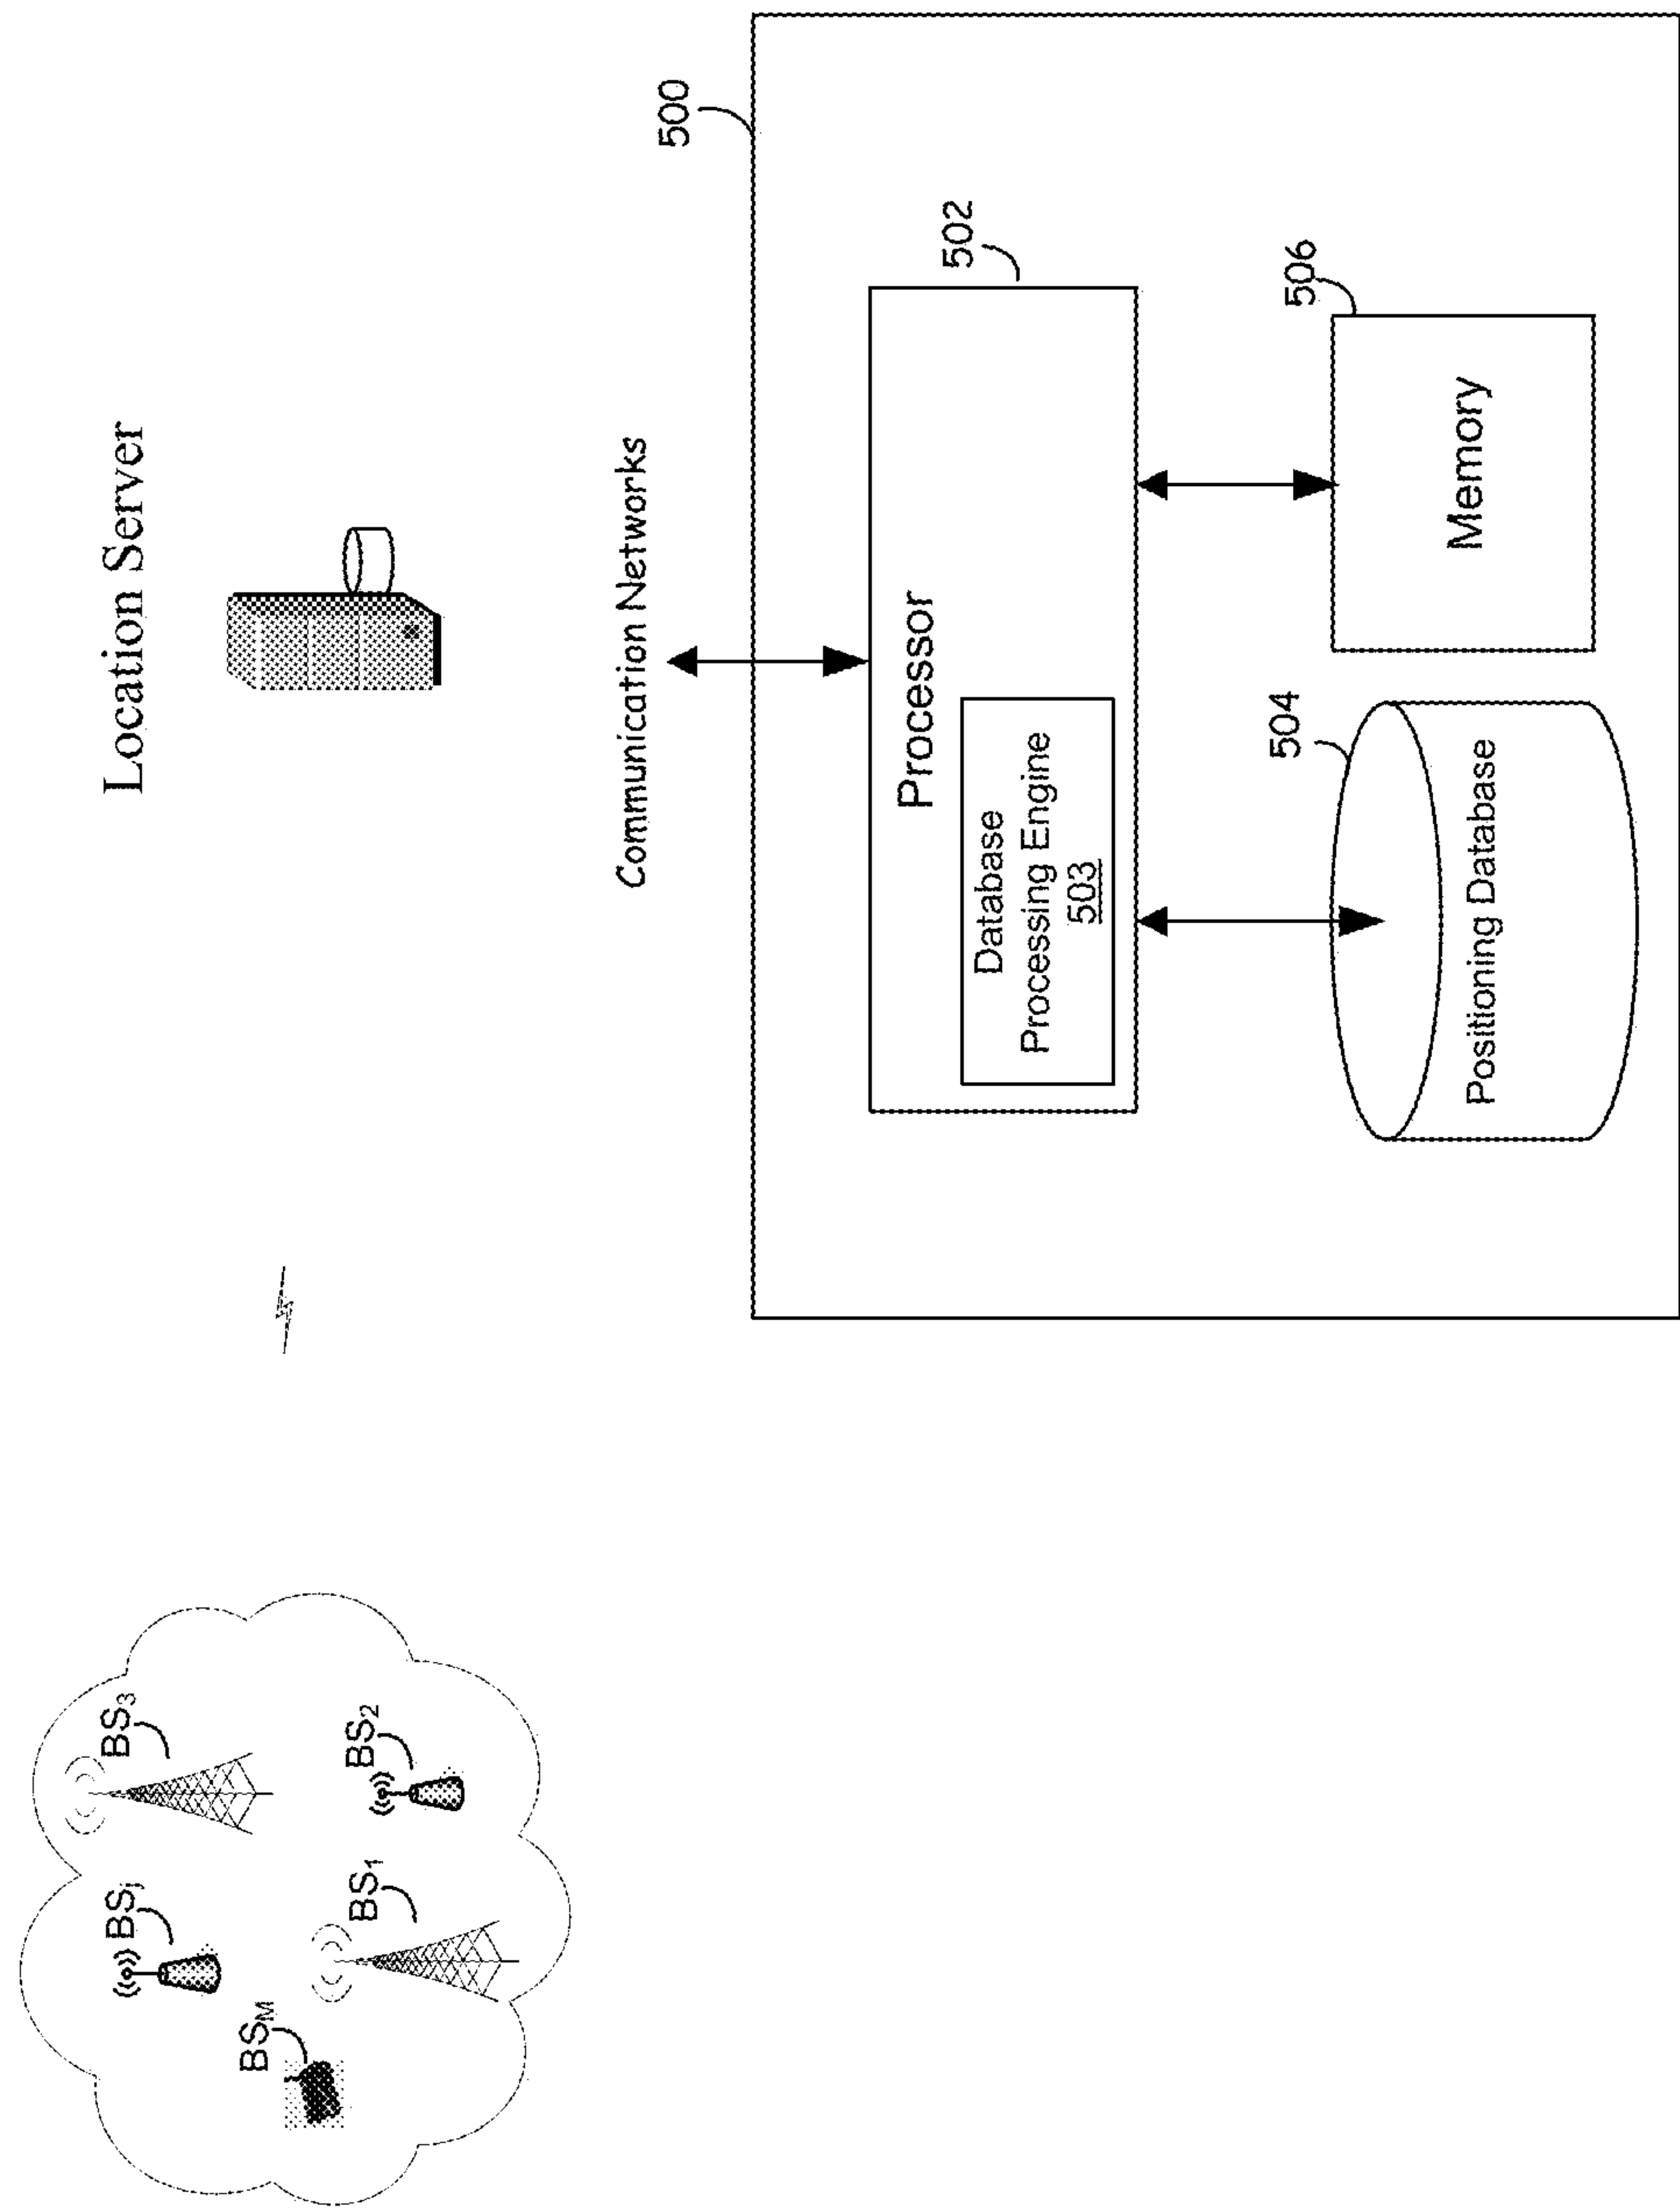 Location Server
BS3
BSj
BS2
BS1
BSM
Communication Networks
500
Processor
502
Database
Processing Engine
503
504
506
Positioning Database
Memory